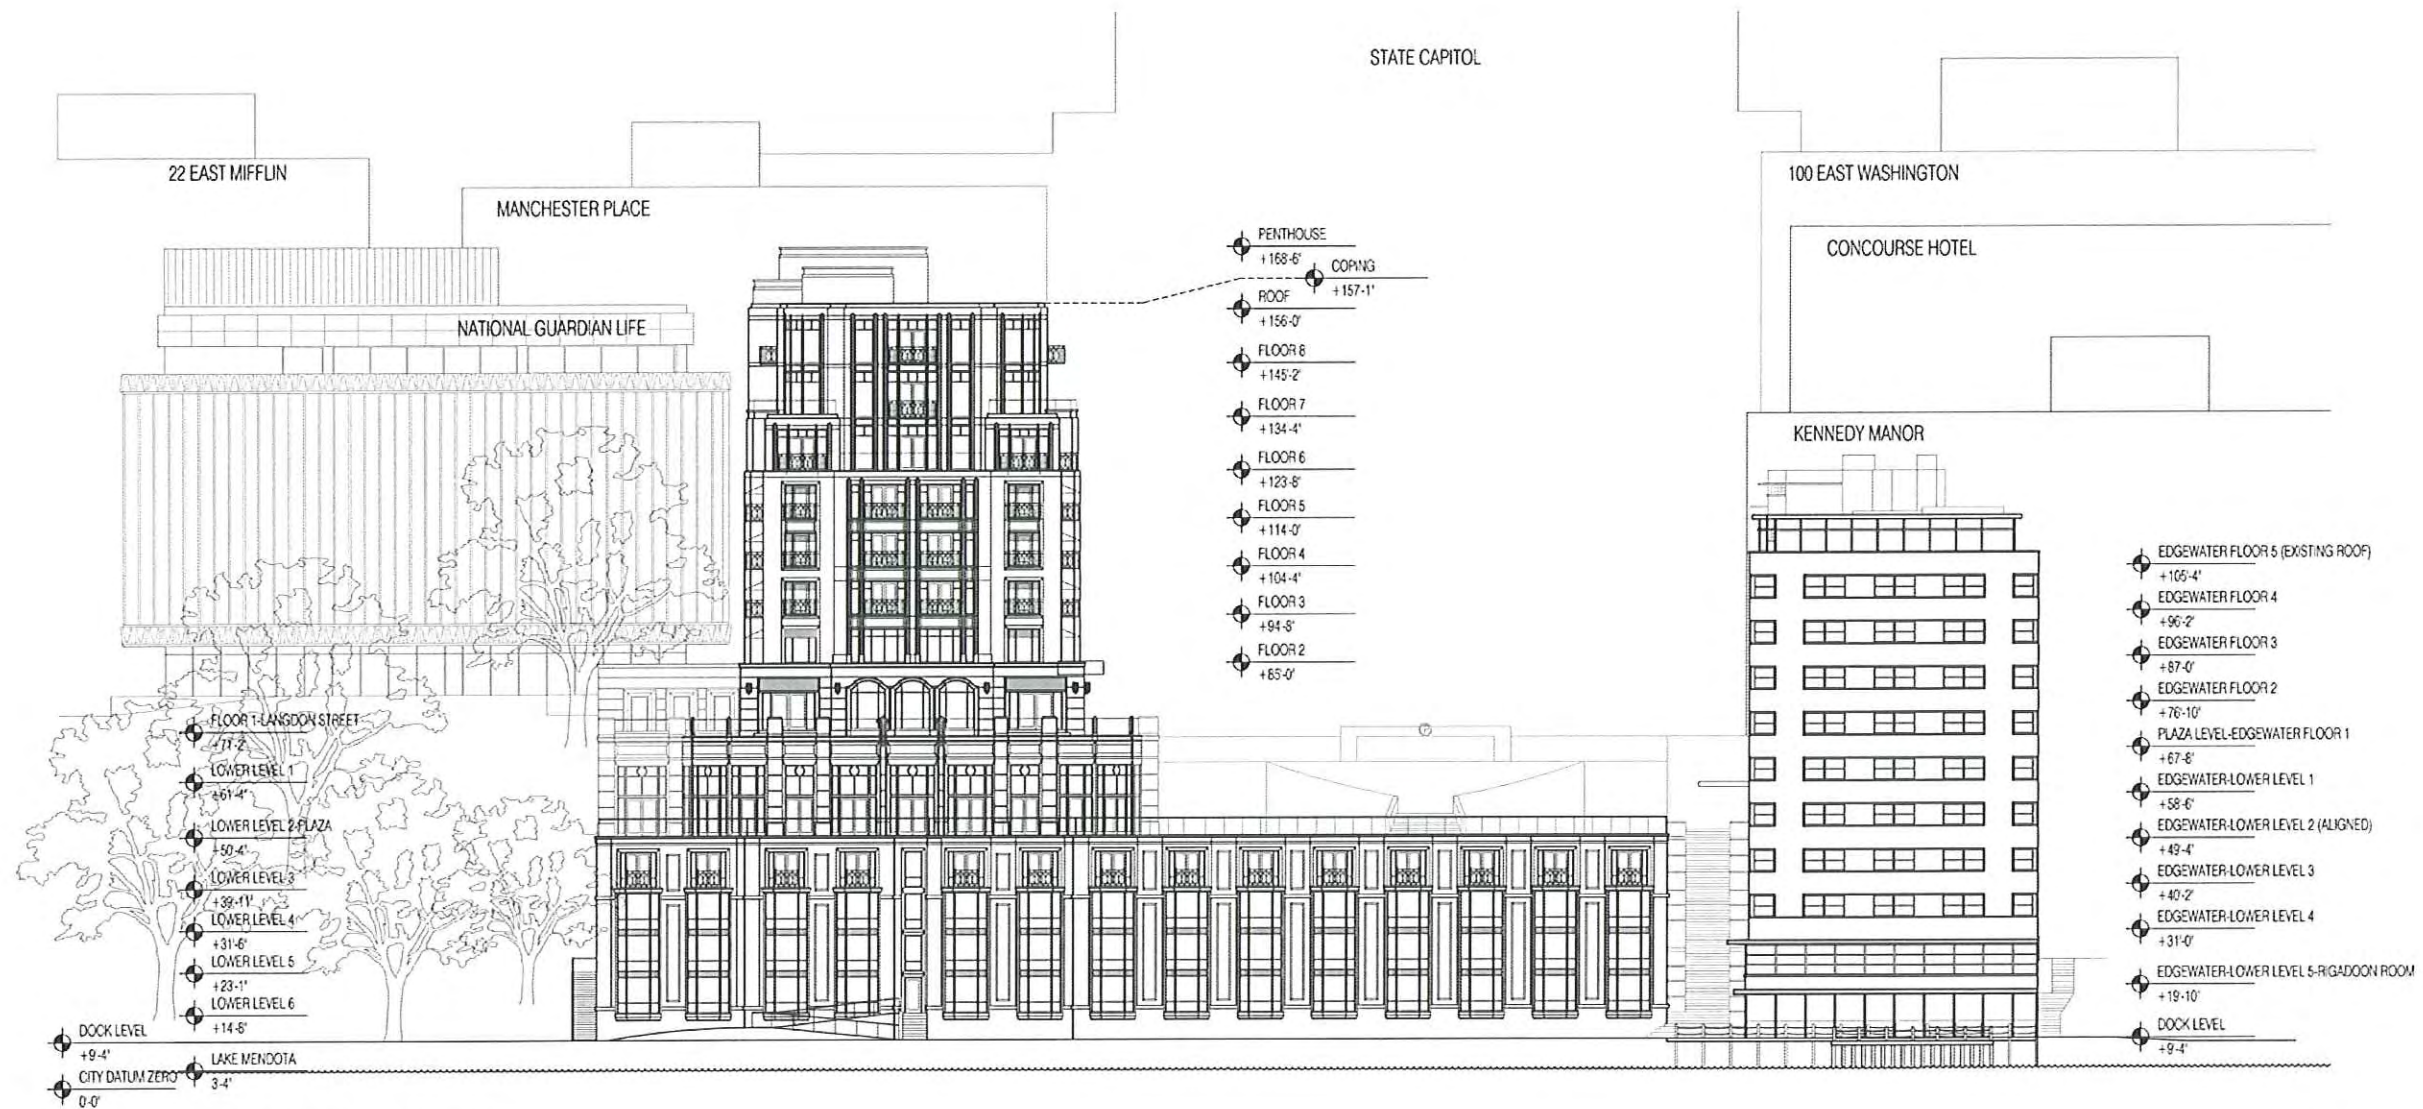 STATE CAPITOL
22 EAST MIFFLIN
MANCHESTER PLACE
100 EAST WASHINGTON
CONCOURSE HOTEL
NATIONAL GUARDIAN LIFE
KENNEDY MANOR
PENTHOUSE
+168-6"
COPING
+157-1"
ROOF
+156-0"
FLOOR 8
+145-2"
FLOOR 7
+134-4"
FLOOR 6
+123-8"
FLOOR 5
+114-0"
FLOOR 4
+104-4"
FLOOR 3
+94-8"
FLOOR 2
+85-0"
FLOOR 1-LANGDON STREET
+71-2"
LOWER LEVEL 1
+61-4"
LOWER LEVEL 2-PLAZA
+50-4"
LOWER LEVEL 3
+39-11"
LOWER LEVEL 4
+31-6"
LOWER LEVEL 5
+23-1"
LOWER LEVEL 6
+14-8"
DOCK LEVEL
+9-4"
LAKE MENDOTA
3-4"
CITY DATUM ZERO
0-0"
EDGEWATER FLOOR 5 (EXISTING ROOF)
+105-4"
EDGEWATER FLOOR 4
+96-2"
EDGEWATER FLOOR 3
+87-0"
EDGEWATER FLOOR 2
+76-10"
PLAZA LEVEL-EDGEWATER FLOOR 1
+67-8"
EDGEWATER-LOWER LEVEL 1
+58-6"
EDGEWATER-LOWER LEVEL 2 (ALIGNED)
+49-4"
EDGEWATER-LOWER LEVEL 3
+40-2"
EDGEWATER-LOWER LEVEL 4
+31-0"
EDGEWATER-LOWER LEVEL 5-RIGADOON ROOM
+19-10"
DOCK LEVEL
+9-4"